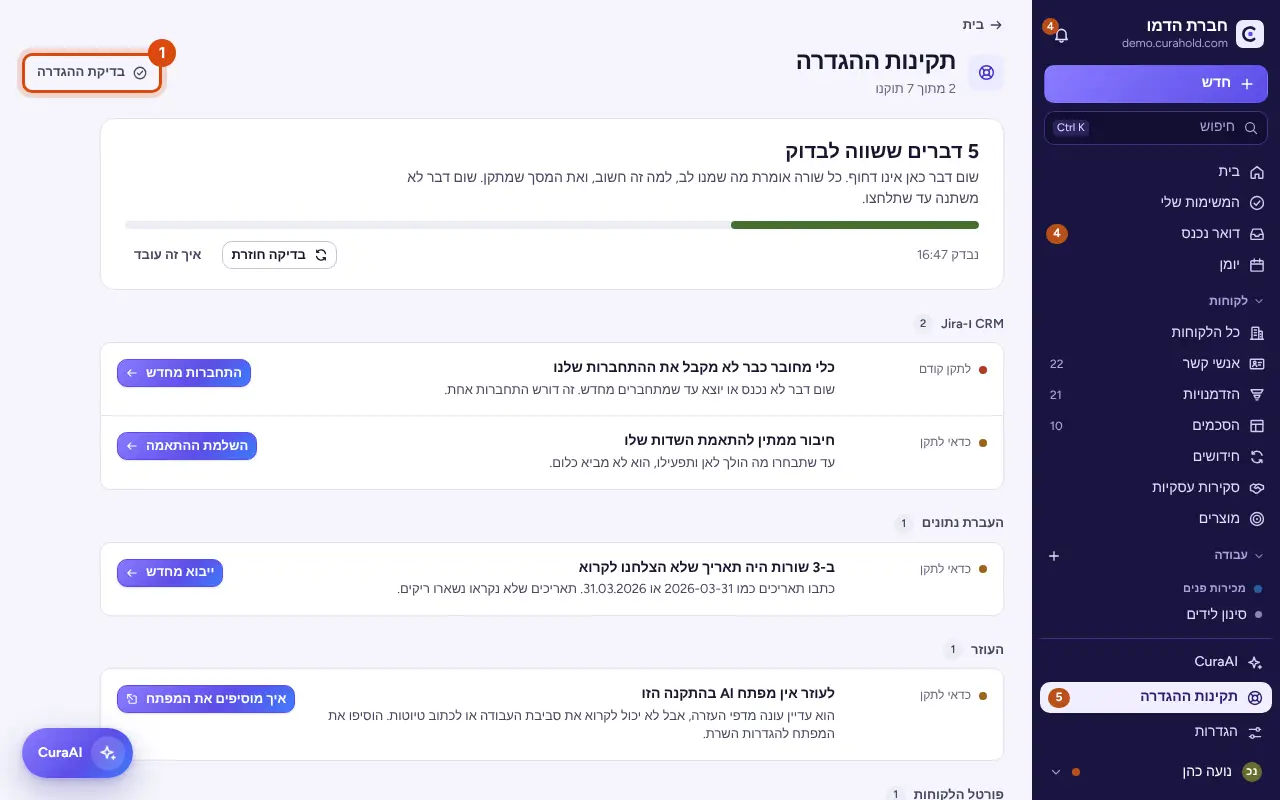 חברת הדמו
demo.curahold.com
4
חדש
חיפוש
Ctrl K
בית
המשימות שלי
דואר נכנס
4
יומן
לקוחות
כל הלקוחות
אנשי קשר
22
הזדמנויות
21
הסכמים
10
חידושים
סקירות עסקיות
מוצרים
עבודה
מכירות פנים
סינון לידים
CuraAI
תקינות ההגדרה
5
הגדרות
נכ
נועה כהן
בית
תקינות ההגדרה
2 מתוך 7 תוקנו
בדיקת ההגדרה
1
5 דברים ששווה לבדוק
שום דבר כאן אינו דחוף. כל שורה אומרת מה שמנו לב, למה זה חשוב, ואת המסך שמתקן. שום דבר לא
משתנה עד שתלחצו.
נבדק 16:47
בדיקה חוזרת
איך זה עובד
CRM ו-Jira
2
לתקן קודם
כלי מחובר כבר לא מקבל את ההתחברות שלנו
שום דבר לא נכנס או יוצא עד שמתחברים מחדש. זה דורש התחברות אחת.
התחברות מחדש
כדאי לתקן
חיבור ממתין להתאמת השדות שלו
עד שתבחרו מה הולך לאן ותפעילו, הוא לא מביא כלום.
השלמת ההתאמה
העברת נתונים
1
כדאי לתקן
ב-3 שורות היה תאריך שלא הצלחנו לקרוא
כתבו תאריכים כמו 2026-03-31 או 31.03.2026. תאריכים שלא נקראו נשארו ריקים.
ייבוא מחדש
העוזר
1
כדאי לתקן
לעוזר אין מפתח AI בהתקנה הזו
הוא עדיין עונה מדפי העזרה, אבל לא יכול לקרוא את סביבת העבודה או לכתוב טיוטות. הוסיפו את
המפתח להגדרות השרת.
איך מוסיפים את המפתח
פורטל הלקוחות
1
CuraAI